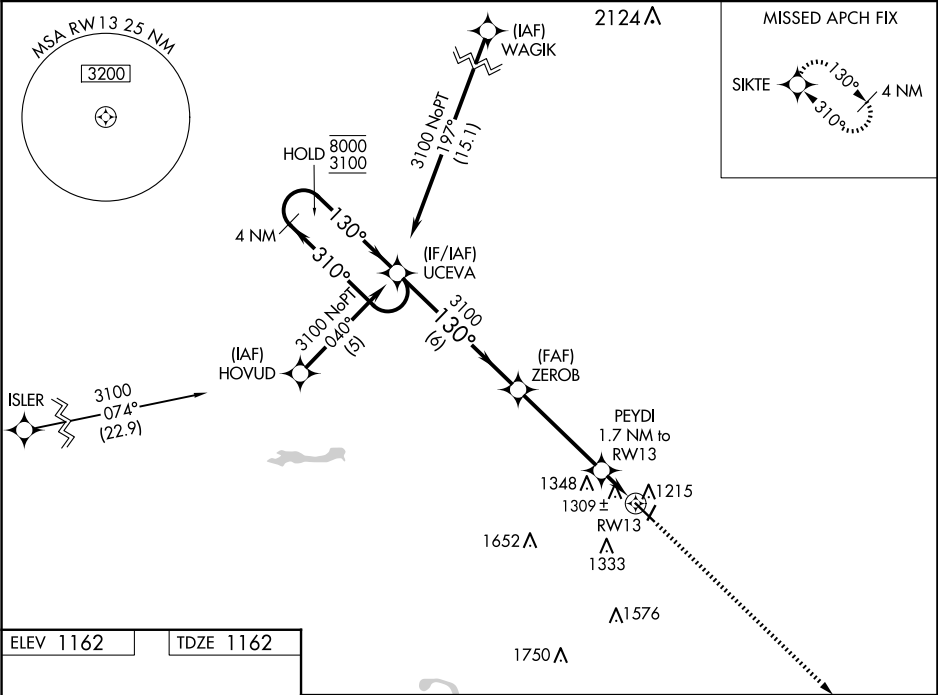 MSA RW13 25 NM
3200
2124
(IAF)
WAGIK
MISSED APCH FIX
SIKTE
130°
310°
4 NM
3100 NoPT
197°
(15.1)
HOLD
8000
3100
4 NM
130°
310°
(IF/IAF)
UCEVA
3100 NoPT
040°
(5)
3100
130°
(6)
(IAF)
HOVUD
(FAF)
ZEROB
ISLER
3100
074°
(22.9)
PEYDI
1.7 NM to
RW13
1348
1309 ±
1215
RW13
1652
1333
1576
1750
ELEV 1162
TDZE 1162